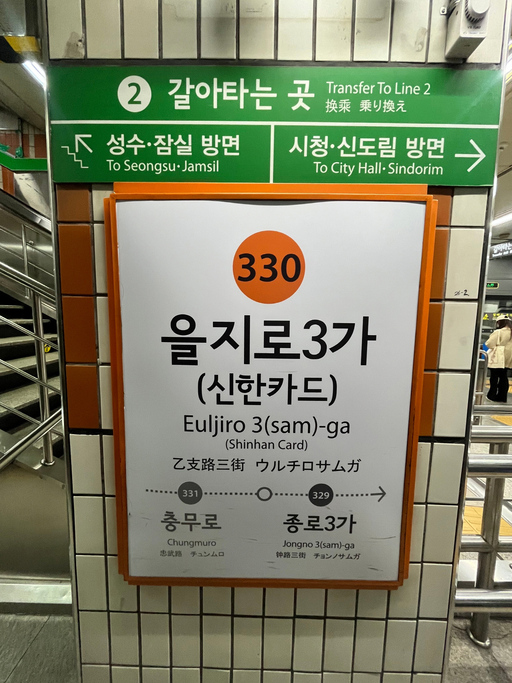 2 갈아타는 곳 Transfer To Line 2
换乘 乗り換え
성수·잠실 방면
To Seongsu·Jamsil
시청·신도림 방면
To City Hall·Sindorim
330
을지로3가
(신한카드)
Euljiro 3(sam)-ga
(Shinhan Card)
乙支路三街 ウルチロサムガ
331
충무로
Chungmuro
忠武路 チュンムロ
329
종로3가
Jongno 3(sam)-ga
钟路三街 チョンノサムガ